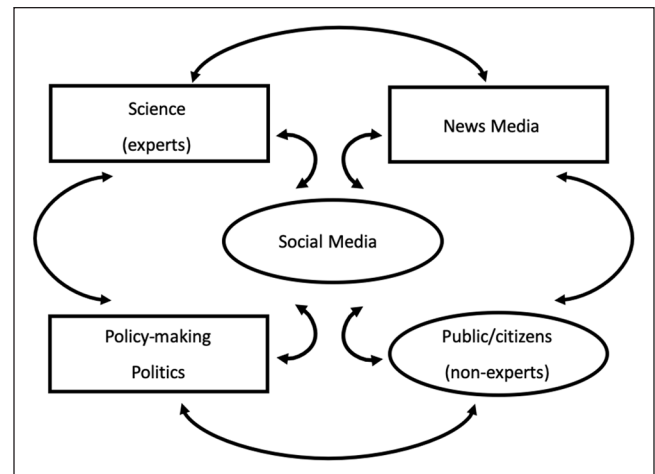 Science
(experts)
News Media
Social Media
Policy-making
Politics
Public/citizens
(non-experts)